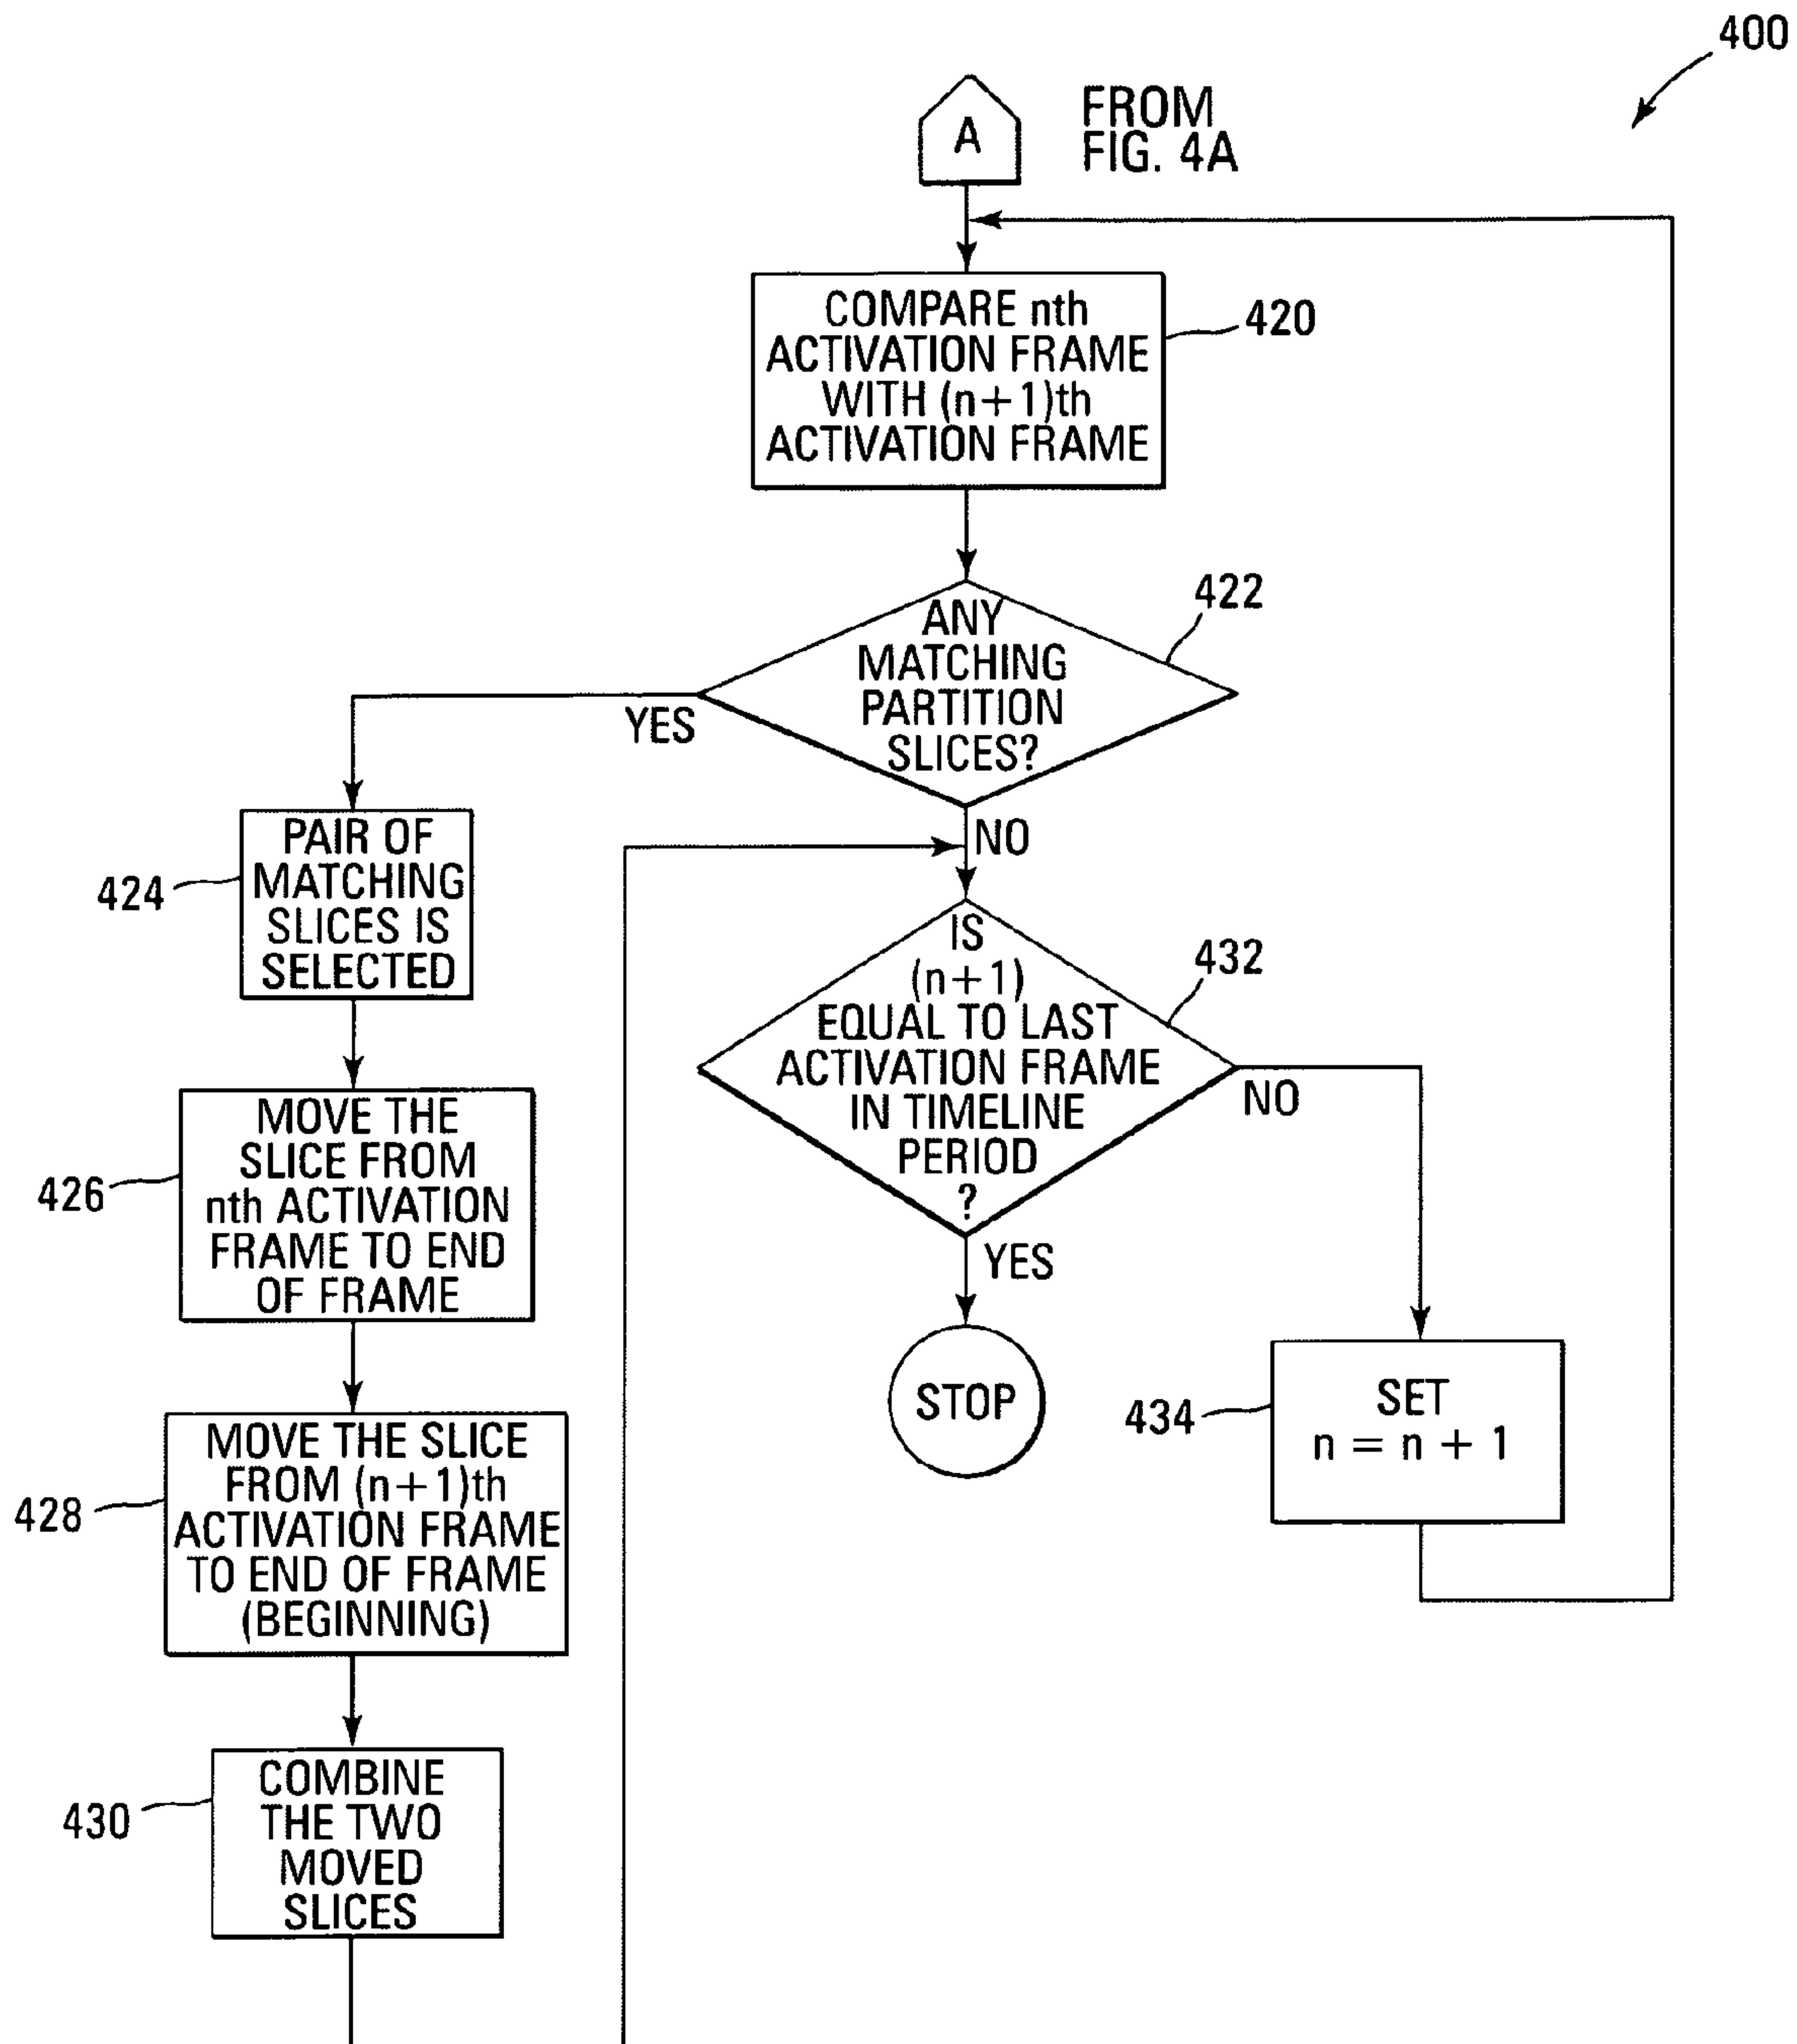 400
A
FROM
FIG. 4A
COMPARE nth
ACTIVATION FRAME
WITH (n+1)th
ACTIVATION FRAME
420
ANY
MATCHING
PARTITION
SLICES?
422
YES
NO
PAIR OF
MATCHING
SLICES IS
SELECTED
424
MOVE THE
SLICE FROM
nth ACTIVATION
FRAME TO END
OF FRAME
426
MOVE THE SLICE
FROM (n+1)th
ACTIVATION FRAME
TO END OF FRAME
(BEGINNING)
428
COMBINE
THE TWO
MOVED
SLICES
430
IS
(n+1)
EQUAL TO LAST
ACTIVATION FRAME
IN TIMELINE
PERIOD
?
432
NO
YES
STOP
SET
n = n + 1
434